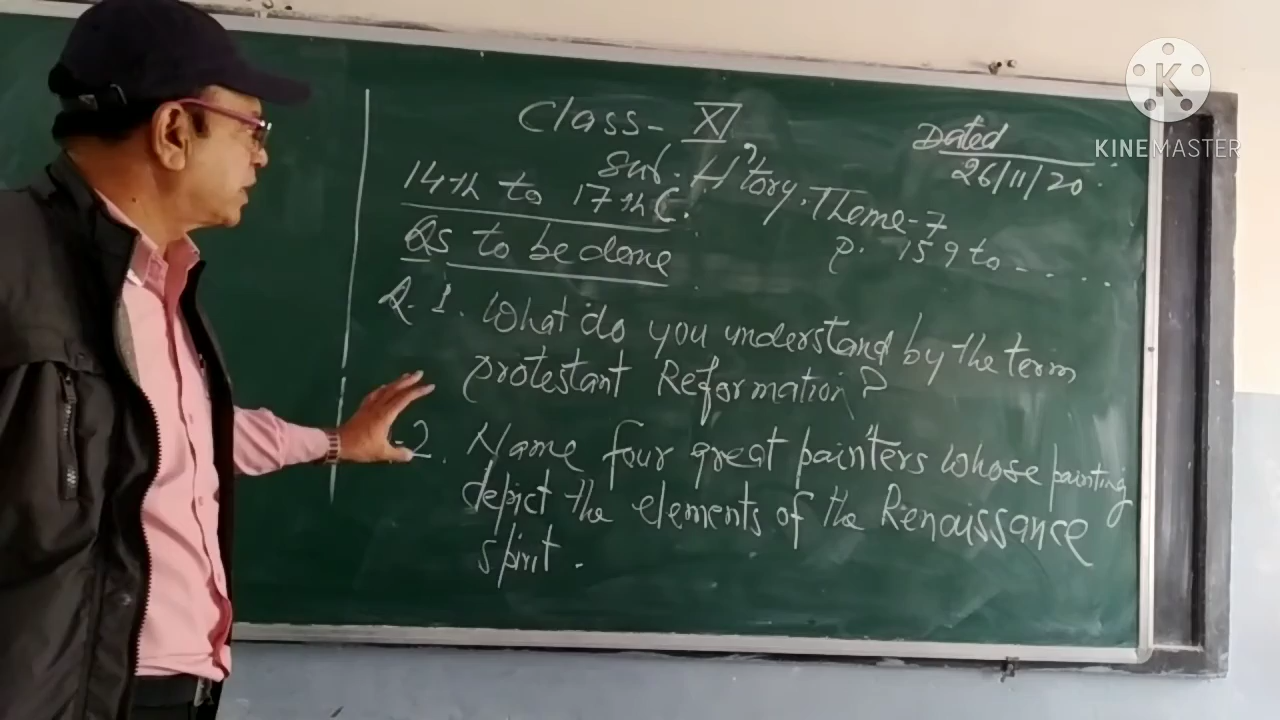 Class - XI
Dated
26/11/20
Sub. History. Theme-7
14th to 17th C.
P. 159 to - - - -
Qs to be done
Q.1. What do you understand by the term
protestant Reformation?
-2. Name four great painters whose painting
depict the elements of the Renaissance
spirit.
K
KINEMASTER